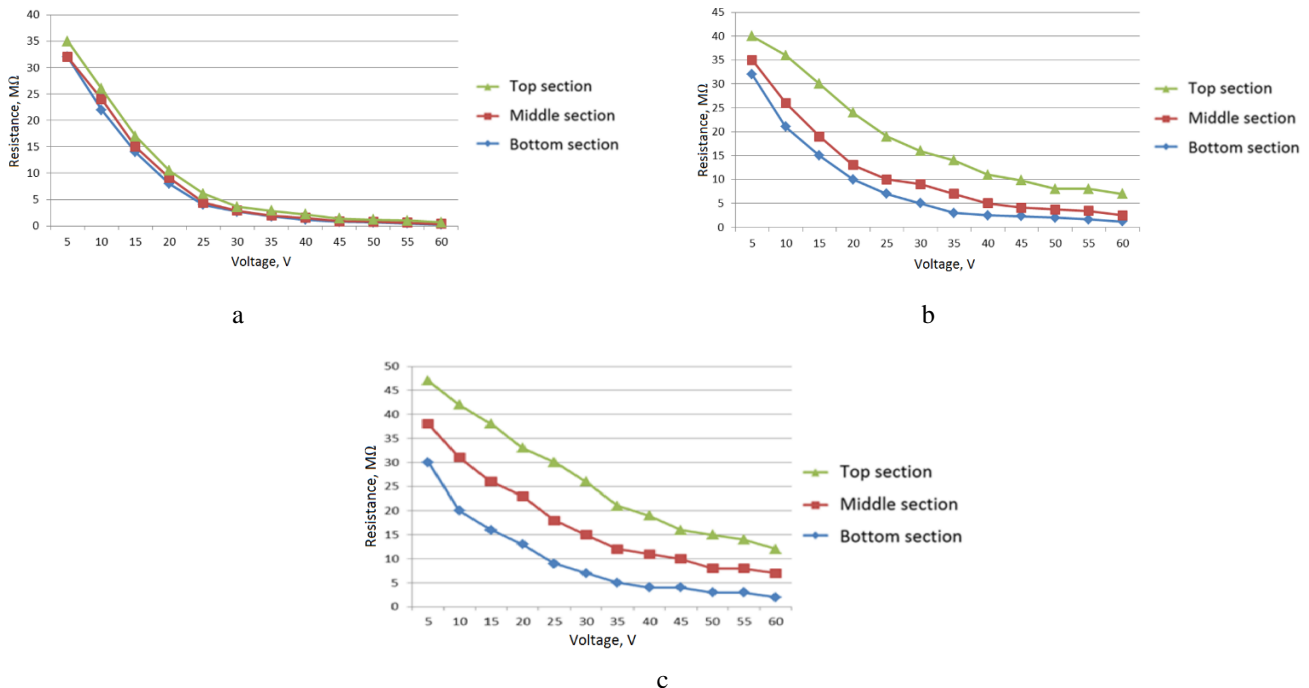 40
35
30
25
20
15
10
5
0
Resistance, MΩ
5 10 15 20 25 30 35 40 45 50 55 60
Voltage, V
Top section
Middle section
Bottom section
a
45
40
35
30
25
20
15
10
5
0
Resistance, MΩ
5 10 15 20 25 30 35 40 45 50 55 60
Voltage, V
Top section
Middle section
Bottom section
b
50
45
40
35
30
25
20
15
10
5
0
Resistance, MΩ
5 10 15 20 25 30 35 40 45 50 55 60
Voltage, V
Top section
Middle section
Bottom section
c